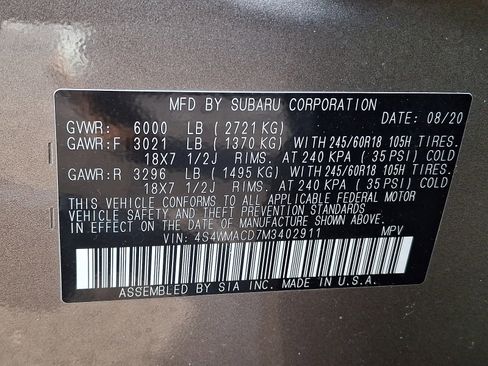 MFD BY SUBARU CORPORATION DATE: 08/20
GVWR: 6000 LB (2721 KG)
GAWR:F 3021 LB (1370 KG) WITH 245/60R18 105H TIRES.
18X7 1/2J RIMS. AT 240 KPA (35 PSI) COLD
GAWR:R 3296 LB (1495 KG) WITH 245/60R18 105H TIRES.
18X7 1/2J RIMS. AT 240 KPA (35 PSI) COLD
THIS VEHICLE CONFORMS TO ALL APPLICABLE FEDERAL MOTOR
VEHICLE SAFETY AND THEFT PREVENTION STANDARDS
IN EFFECT ON THE DATE OF MANUFACTURE SHOWN ABOVE.
VIN: 4S4WMACD7M3402911 MPV
ASSEMBLED BY SIA INC. MADE IN U.S.A.